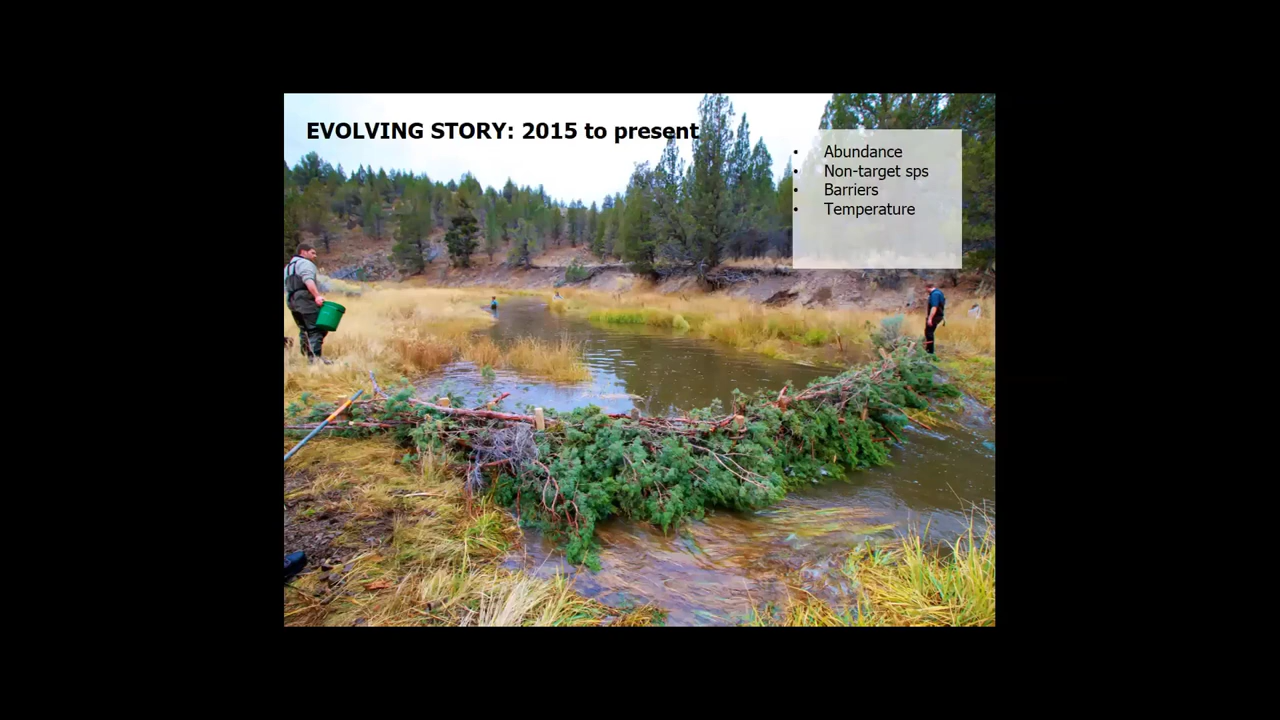 EVOLVING STORY: 2015 to present
• Abundance
• Non-target sps
• Barriers
• Temperature